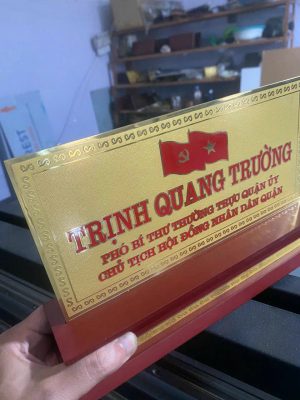 TRỊNH QUANG TRƯỜNG
PHÓ BÍ THƯ THƯỜNG TRỰC QUẬN ỦY
CHỦ TỊCH HỘI ĐỒNG NHÂN DÂN QUẬN